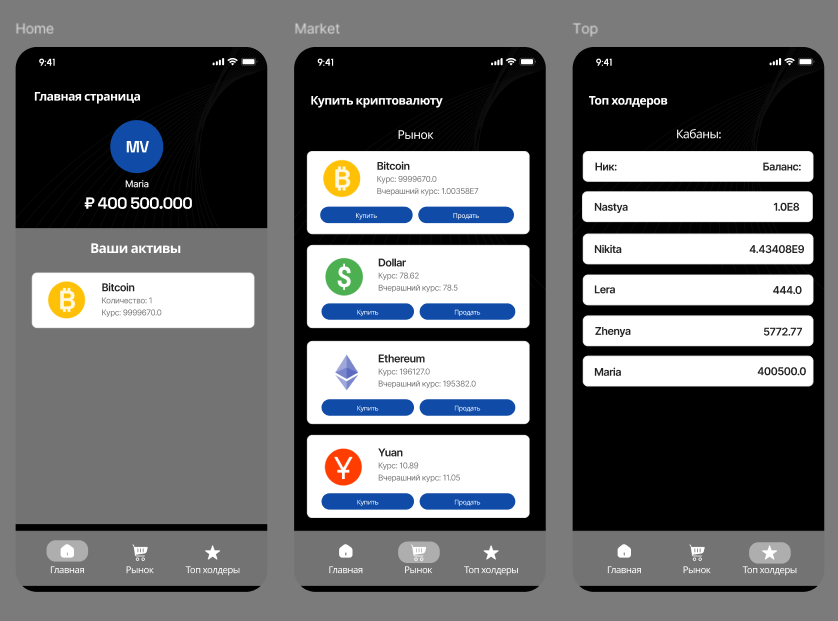 Home
9:41
Главная страница
MV
Maria
₽ 400 500.000
Ваши активы
Bitcoin
Количество: 1
Курс: 9999670.0
Главная
Рынок
Топ холдеры
Market
9:41
Купить криптовалюту
Рынок
Bitcoin
Курс: 9999670.0
Вчерашний курс: 1.00358E7
Купить
Продать
Dollar
Курс: 78.62
Вчерашний курс: 78.5
Купить
Продать
Ethereum
Курс: 196127.0
Вчерашний курс: 195382.0
Купить
Продать
Yuan
Курс: 10.89
Вчерашний курс: 11.05
Купить
Продать
Главная
Рынок
Топ холдеры
Top
9:41
Топ холдеров
Кабаны:
Ник: Баланс:
Nastya 1.0E8
Nikita 4.43408E9
Lera 444.0
Zhenya 5772.77
Maria 400500.0
Главная
Рынок
Топ холдеры